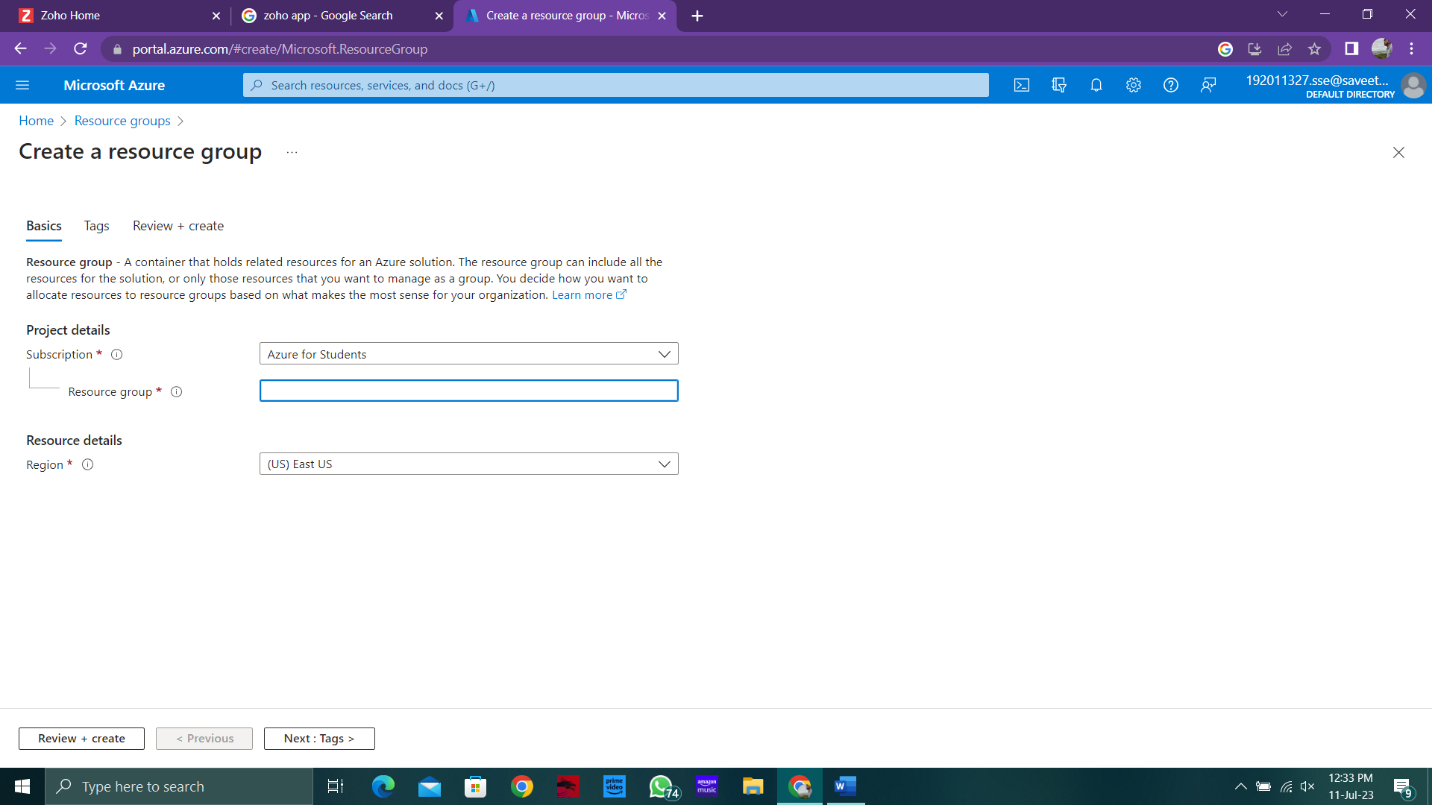 Zoho Home
zoho app - Google Search
Create a resource group - Micros
portal.azure.com/#create/Microsoft.ResourceGroup
Microsoft Azure
Search resources, services, and docs (G+/)
192011327.sse@saveet...
DEFAULT DIRECTORY
Home > Resource groups >
Create a resource group ...
Basics Tags Review + create
Resource group - A container that holds related resources for an Azure solution. The resource group can include all the
resources for the solution, or only those resources that you want to manage as a group. You decide how you want to
allocate resources to resource groups based on what makes the most sense for your organization. Learn more
Project details
Subscription * Azure for Students
Resource group *
Resource details
Region * (US) East US
Review + create < Previous Next : Tags >
Type here to search
prime video
74
amazon music
W
12:33 PM
11-Jul-23
9